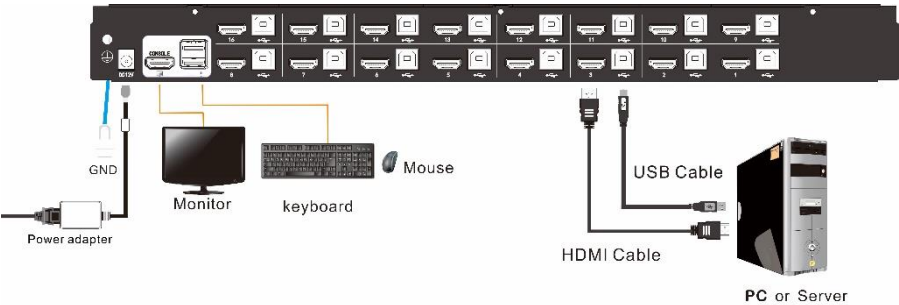 16 15 14 13 12 11 10 9
CONSOLE
DC12V
8 7 6 5 4 3 2 1
GND
Monitor
keyboard
Mouse
USB Cable
HDMI Cable
Power adapter
PC or Server